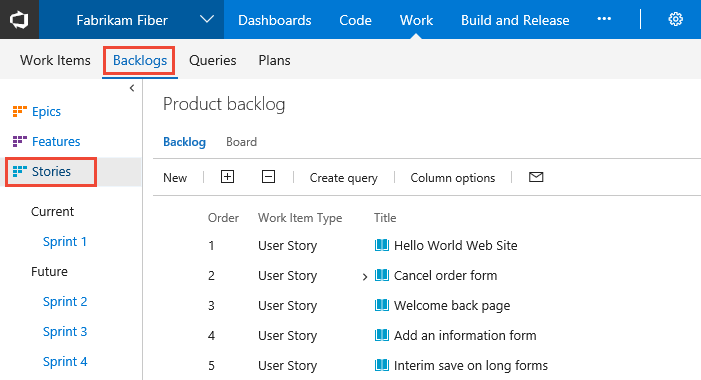 Fabrikam Fiber Dashboards Code Work Build and Release
Work Items Backlogs Queries Plans
Epics
Features
Stories
Current
Sprint 1
Future
Sprint 2
Sprint 3
Sprint 4
Product backlog
Backlog Board
New Create query Column options
Order Work Item Type Title
1 User Story Hello World Web Site
2 User Story Cancel order form
3 User Story Welcome back page
4 User Story Add an information form
5 User Story Interim save on long forms